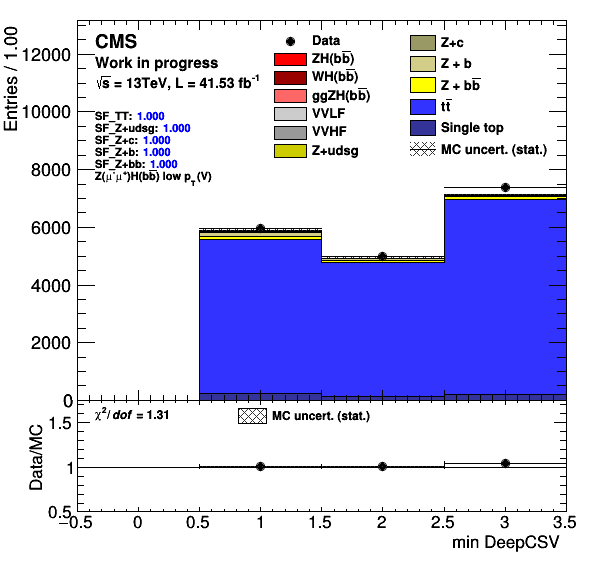 CMS
Work in progress
√s = 13TeV, L = 41.53 fb⁻¹
SF_TT: 1.000
SF_Z+udsg: 1.000
SF_Z+c: 1.000
SF_Z+b: 1.000
SF_Z+bb: 1.000
Z(μ⁻μ⁺)H(bb̅) low p_T(V)
Data
ZH(bb̅)
WH(bb̅)
ggZH(bb̅)
VVLF
VVHF
Z+udsg
Z+c
Z + b
Z + bb̅
tt̅
Single top
MC uncert. (stat.)
Entries / 1.00
12000
10000
8000
6000
4000
2000
0
χ²/dof = 1.31
MC uncert. (stat.)
Data/MC
1.5
1
0.5
−0.5 0 0.5 1 1.5 2 2.5 3 3.5
min DeepCSV